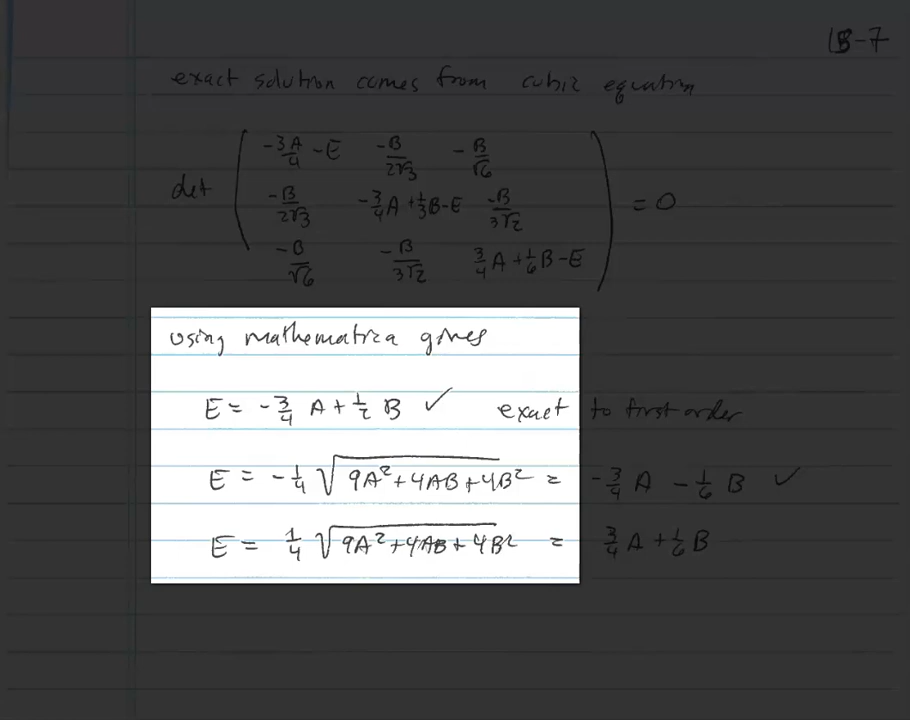 1B-7
exact solution comes from cubic equation
det ( -3A/4 - E   -B/2√3   -B/√6
-B/2√3   -3/4 A + 1/3 B - E   -B/3√2   = 0
-B/√6   -B/3√2   3/4 A + 1/6 B - E )
using mathematica gives
E = -3/4 A + 1/2 B ✓ exact to first order
E = -1/4 √(9A² + 4AB + 4B²) = -3/4 A - 1/6 B ✓
E = 1/4 √(9A² + 4AB + 4B²) = 3/4 A + 1/6 B